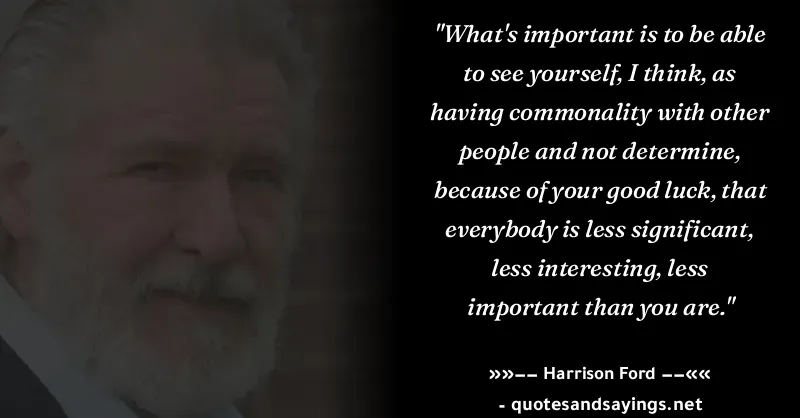 "What's important is to be able
to see yourself, I think, as
having commonality with other
people and not determine,
because of your good luck, that
everybody is less significant,
less interesting, less
important than you are."
»»−− Harrison Ford −−««
- quotesandsayings.net